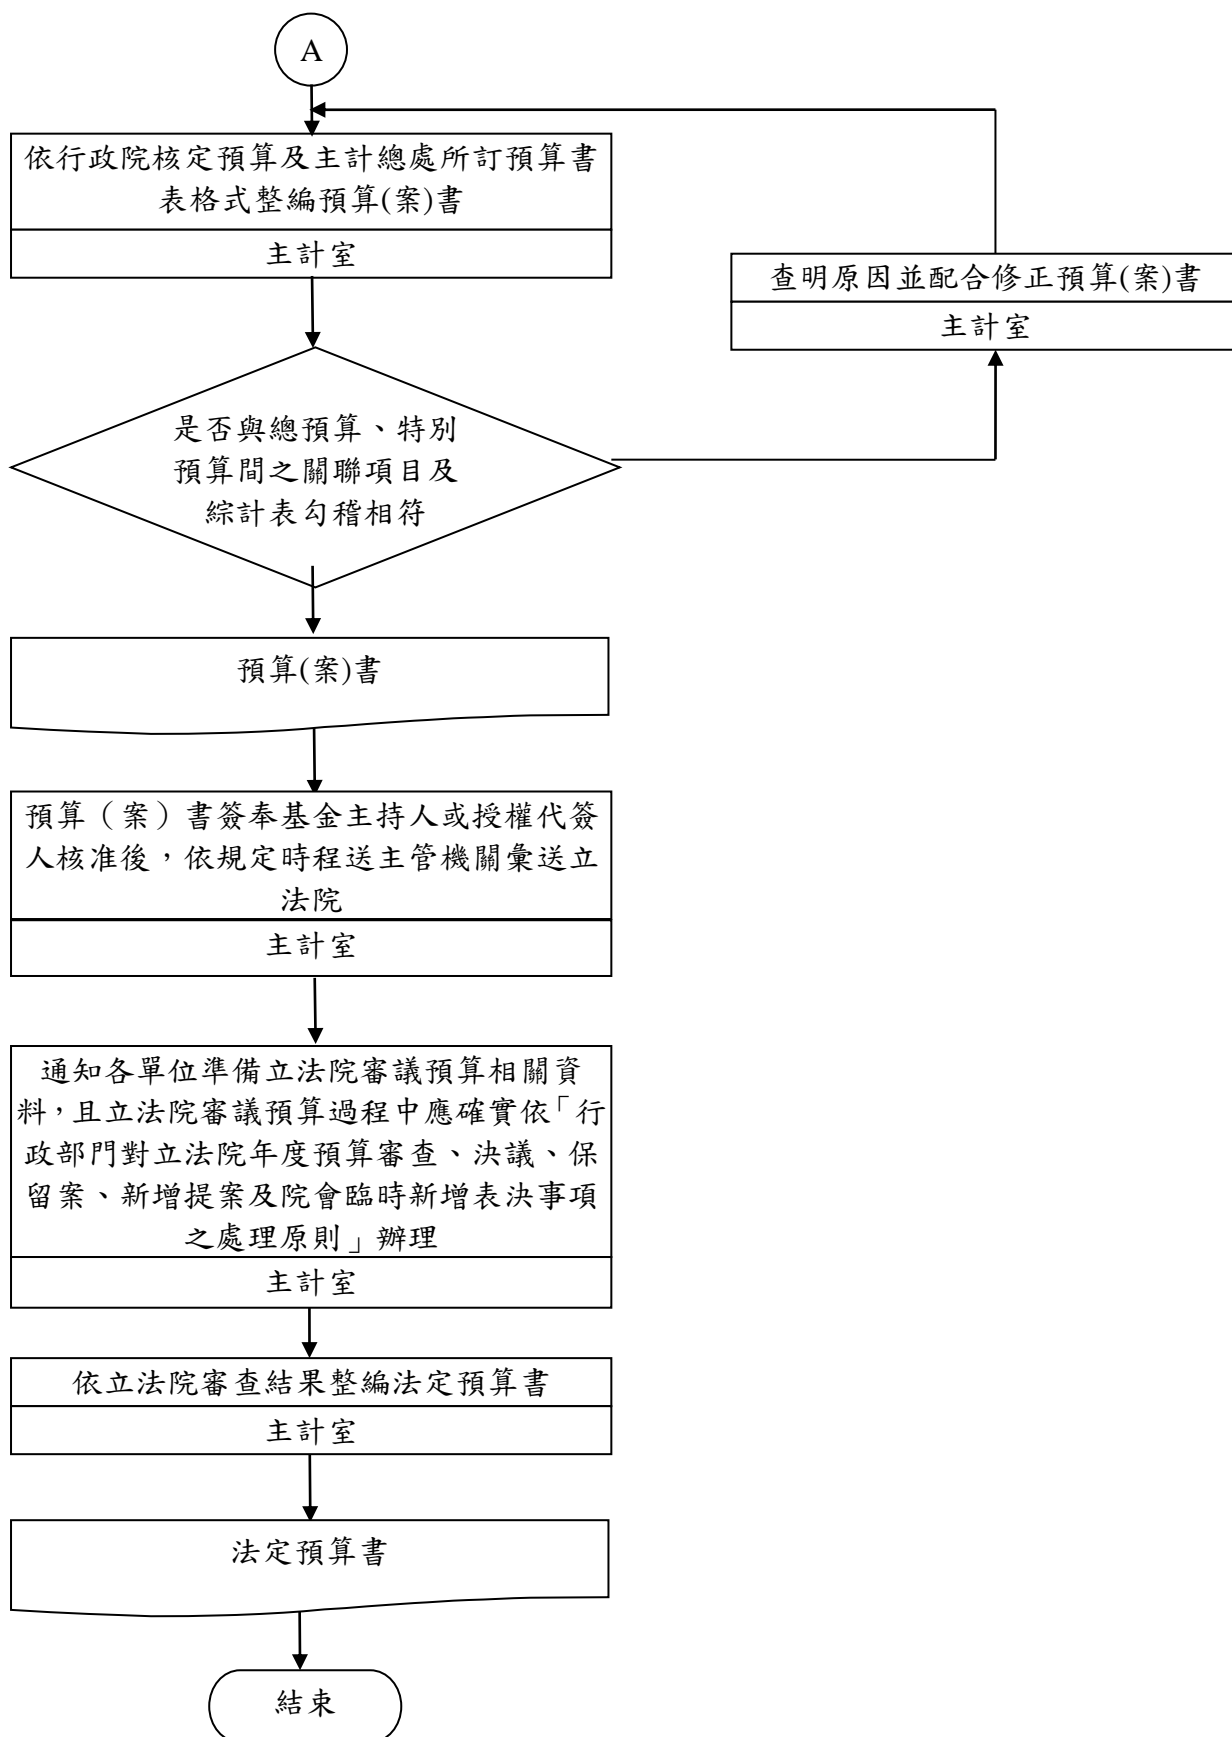 A
依行政院核定預算及主計總處所訂預算書
表格式整編預算(案)書
主計室
查明原因並配合修正預算(案)書
主計室
是否與總預算、特別
預算間之關聯項目及
綜計表勾稽相符
預算(案)書
預算（案）書簽奉基金主持人或授權代簽
人核准後，依規定時程送主管機關彙送立
法院
主計室
通知各單位準備立法院審議預算相關資
料，且立法院審議預算過程中應確實依「行
政部門對立法院年度預算審查、決議、保
留案、新增提案及院會臨時新增表決事項
之處理原則」辦理
主計室
依立法院審查結果整編法定預算書
主計室
法定預算書
結束